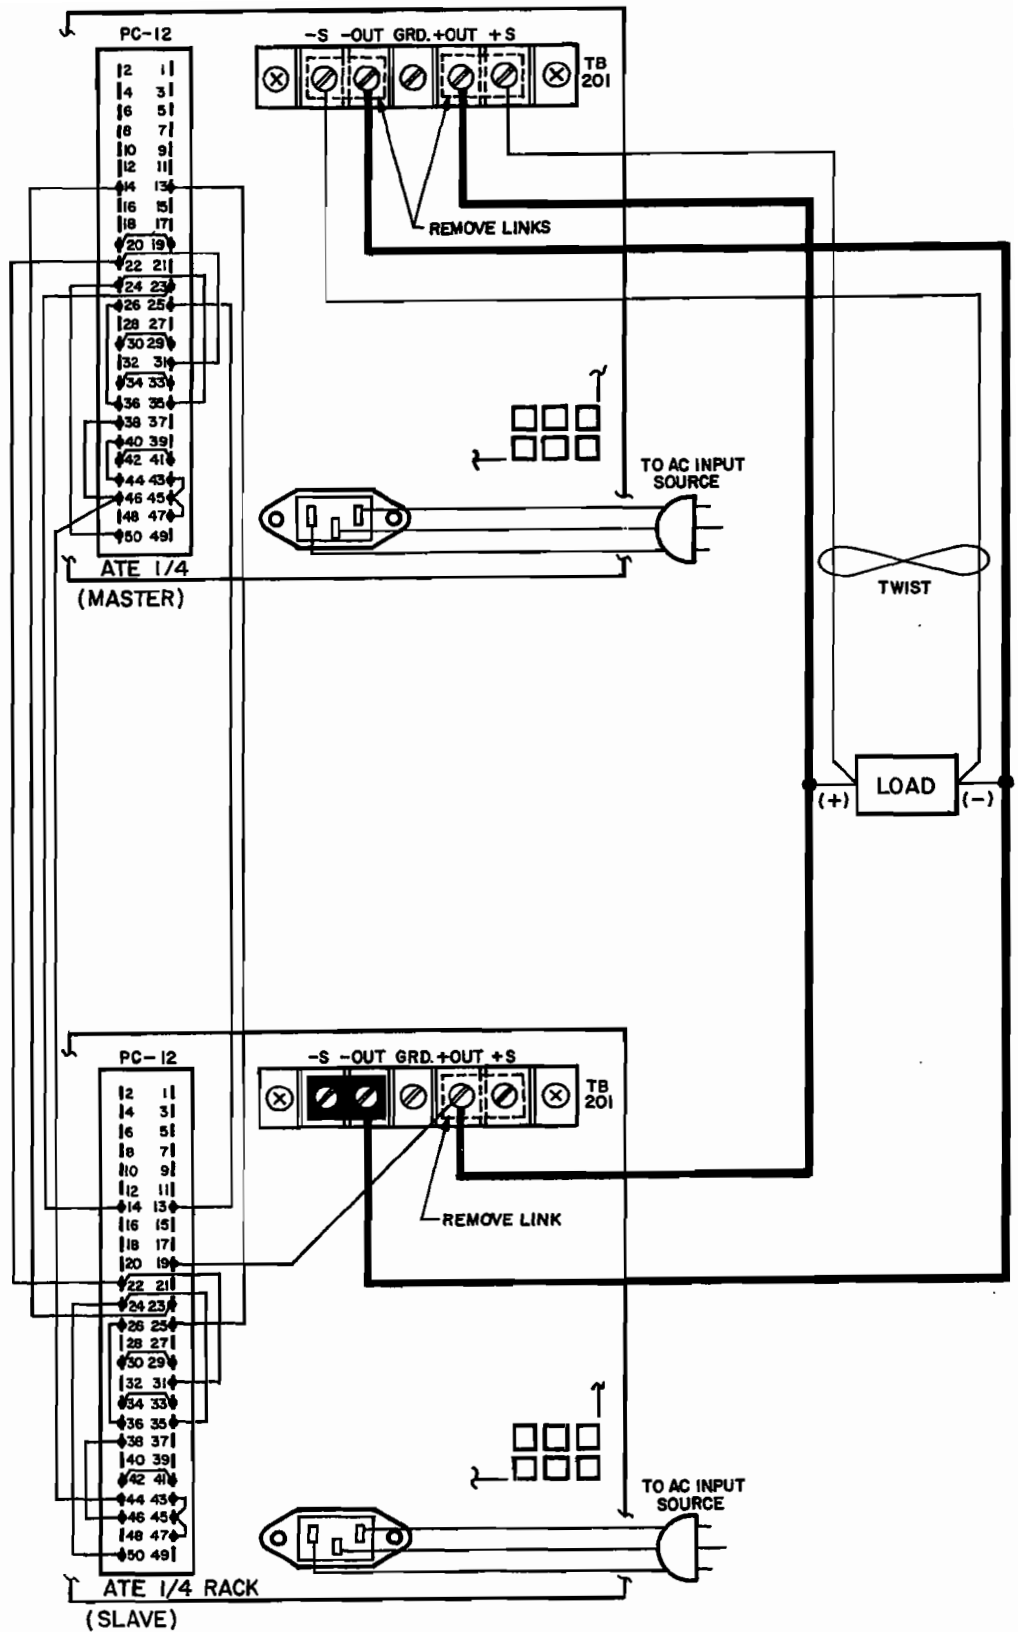 PC-12
-S -OUT GRD. +OUT +S
TB
201
2 1
4 3
6 5
8 7
10 9
12 11
14 13
16 15
18 17
20 19
22 21
24 23
26 25
28 27
30 29
32 31
34 33
36 35
38 37
40 39
42 41
44 43
46 45
48 47
50 49
REMOVE LINKS
TO AC INPUT
SOURCE
ATE 1/4
(MASTER)
TWIST
LOAD
(+) (-)
PC-12
-S -OUT GRD. +OUT +S
TB
201
2 1
4 3
6 5
8 7
10 9
12 11
14 13
16 15
18 17
20 19
22 21
24 23
26 25
28 27
30 29
32 31
34 33
36 35
38 37
40 39
42 41
44 43
46 45
48 47
50 49
REMOVE LINK
TO AC INPUT
SOURCE
ATE 1/4 RACK
(SLAVE)